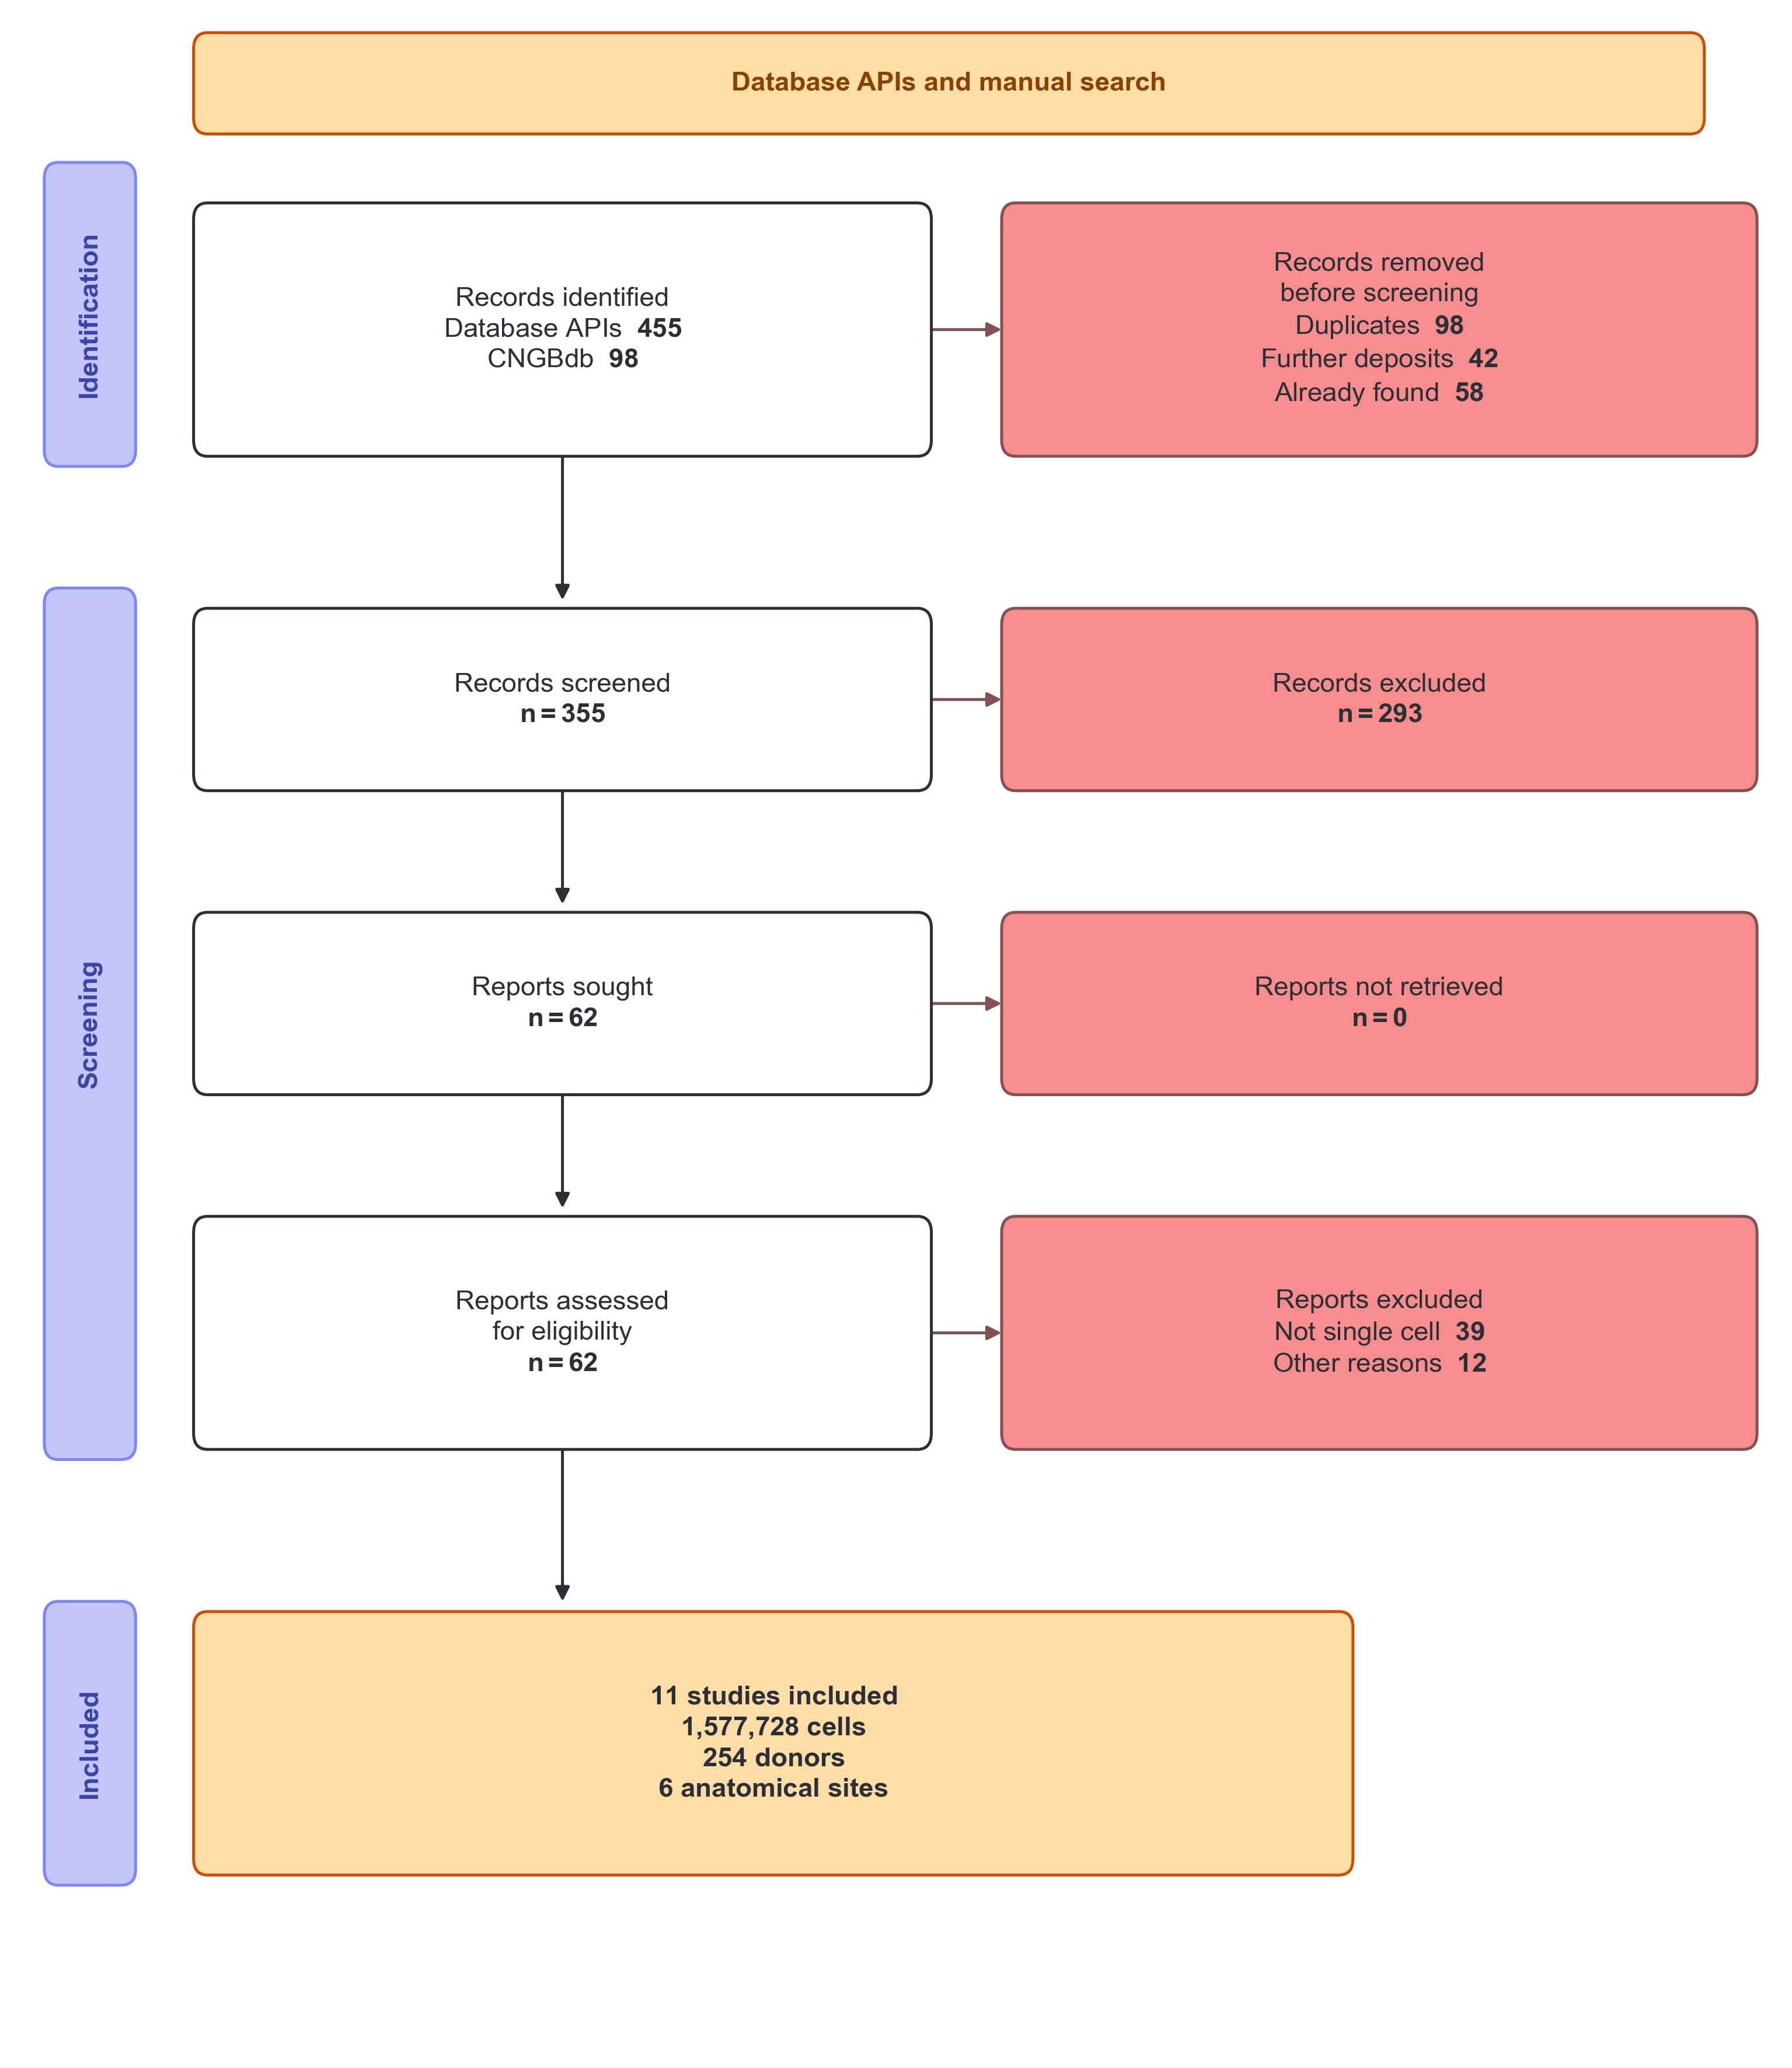 Database APIs and manual search
Identification
Records identified
Database APIs 455
CNGBdb 98
Records removed
before screening
Duplicates 98
Further deposits 42
Already found 58
Screening
Records screened
n = 355
Records excluded
n = 293
Reports sought
n = 62
Reports not retrieved
n = 0
Reports assessed
for eligibility
n = 62
Reports excluded
Not single cell 39
Other reasons 12
Included
11 studies included
1,577,728 cells
254 donors
6 anatomical sites